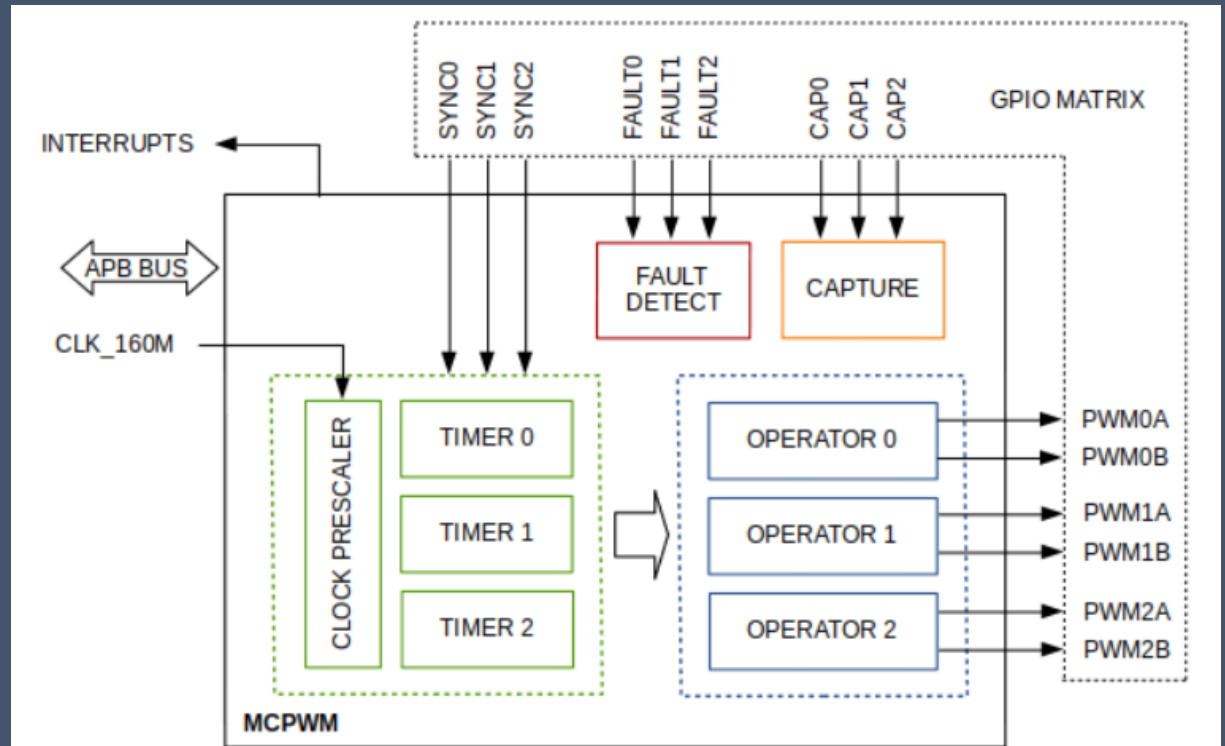 SYNC0
SYNC1
SYNC2
FAULT0
FAULT1
FAULT2
CAP0
CAP1
CAP2
GPIO MATRIX
INTERRUPTS
APB BUS
FAULT
DETECT
CAPTURE
CLK_160M
CLOCK PRESCALER
TIMER 0
TIMER 1
TIMER 2
OPERATOR 0
OPERATOR 1
OPERATOR 2
PWM0A
PWM0B
PWM1A
PWM1B
PWM2A
PWM2B
MCPWM